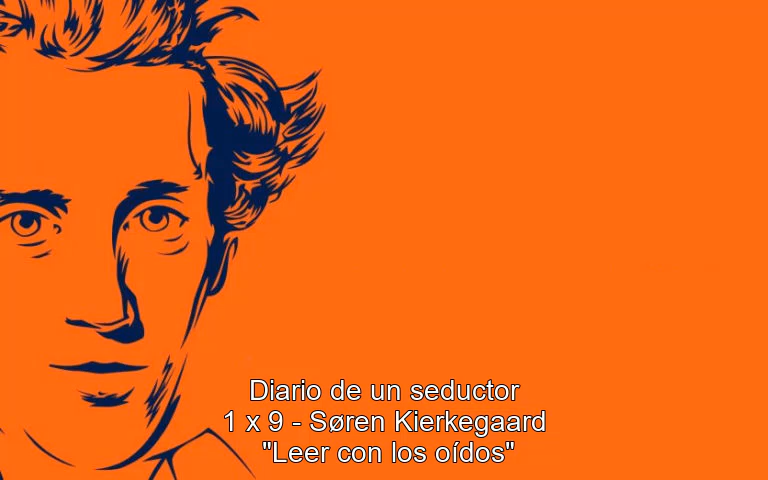 Diario de un seductor
1 x 9 - Søren Kierkegaard
"Leer con los oídos"